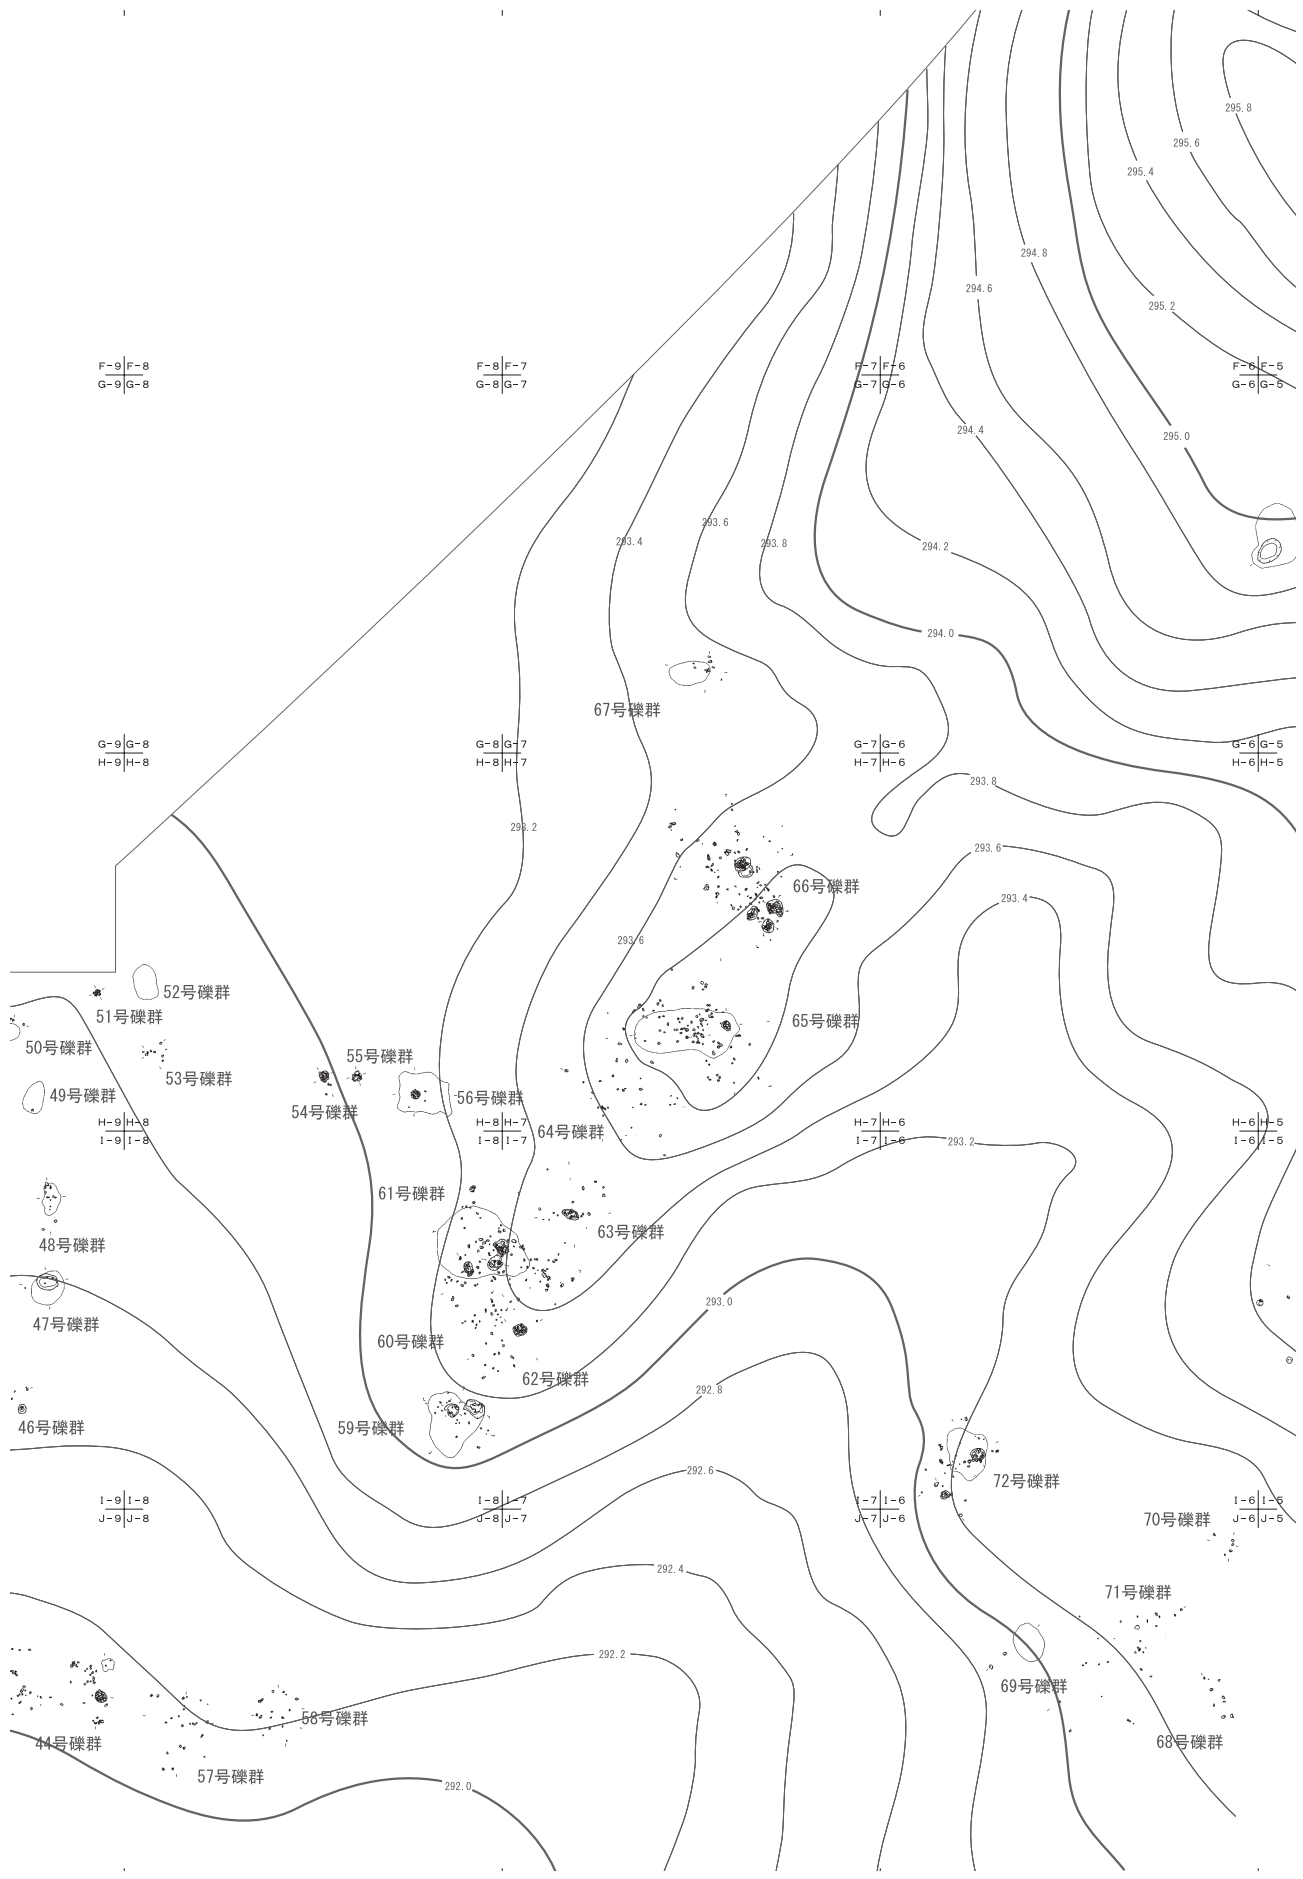 295.8
295.6
295.4
294.8
294.6
295.2
F-9 F-8
G-9 G-8
F-8 F-7
G-8 G-7
F-7 F-6
G-7 G-6
F-6 F-5
G-6 G-5
294.4
295.0
293.6
293.4
293.8
294.2
294.0
67号礫群
G-9 G-8
H-9 H-8
G-8 G-7
H-8 H-7
G-7 G-6
H-7 H-6
G-6 G-5
H-6 H-5
293.8
293.2
293.6
66号礫群
293.4
293.6
52号礫群
51号礫群
65号礫群
50号礫群
55号礫群
53号礫群
49号礫群
56号礫群
54号礫群
H-9 H-8
I-9 I-8
H-8 H-7
I-8 I-7
64号礫群
H-7 H-6
I-7 I-6
293.2
H-6 H-5
I-6 I-5
61号礫群
63号礫群
48号礫群
293.0
47号礫群
60号礫群
62号礫群
292.8
46号礫群
59号礫群
292.6
72号礫群
I-9 I-8
J-9 J-8
I-8 I-7
J-8 J-7
I-7 I-6
J-7 J-6
I-6 I-5
J-6 J-5
70号礫群
292.4
71号礫群
292.2
69号礫群
58号礫群
44号礫群
68号礫群
57号礫群
292.0